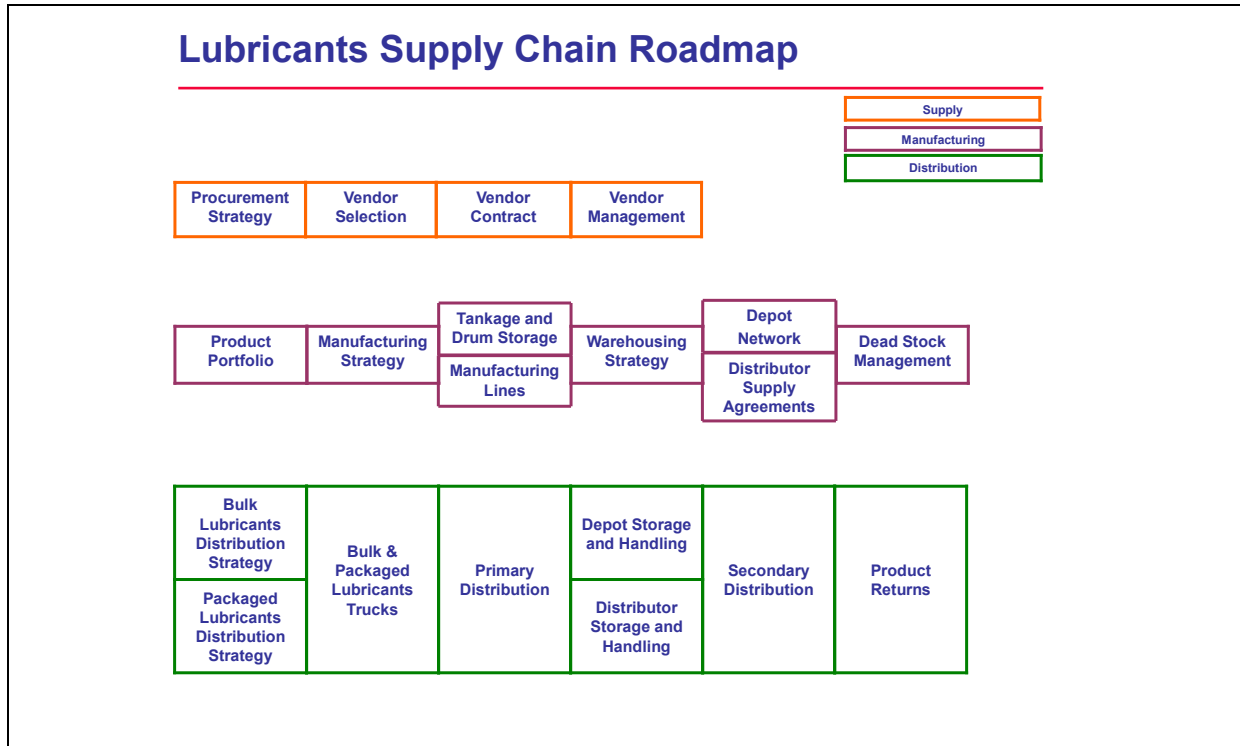 Lubricants Supply Chain Roadmap
Supply
Manufacturing
Distribution
Procurement
Strategy
Vendor
Selection
Vendor
Contract
Vendor
Management
Product
Portfolio
Manufacturing
Strategy
Tankage and
Drum Storage
Manufacturing
Lines
Warehousing
Strategy
Depot
Network
Distributor
Supply
Agreements
Dead Stock
Management
Bulk
Lubricants
Distribution
Strategy
Packaged
Lubricants
Distribution
Strategy
Bulk &
Packaged
Lubricants
Trucks
Primary
Distribution
Depot Storage
and Handling
Distributor
Storage and
Handling
Secondary
Distribution
Product
Returns